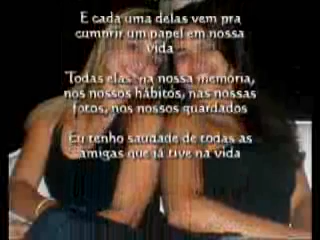 E cada uma delas vem pra
cumprir um papel em nossa
vida
Todas elas na nossa memoria,
nos nossos hábitos, nas nossas
fotos, nos nossos guardados
Eu tenho saudade de todas as
amigas que já tive na vida